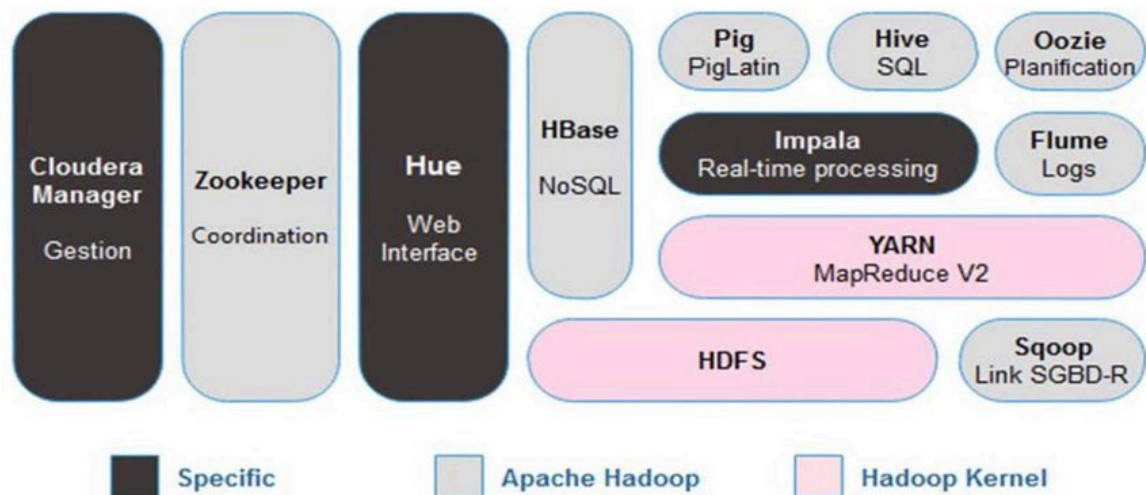 Cloudera
Manager
Gestion
Zookeeper
Coordination
Hue
Web
Interface
HBase
NoSQL
Pig
PigLatin
Hive
SQL
Oozie
Planification
Impala
Real-time processing
Flume
Logs
YARN
MapReduce V2
HDFS
Sqoop
Link SGBD-R
Specific
Apache Hadoop
Hadoop Kernel